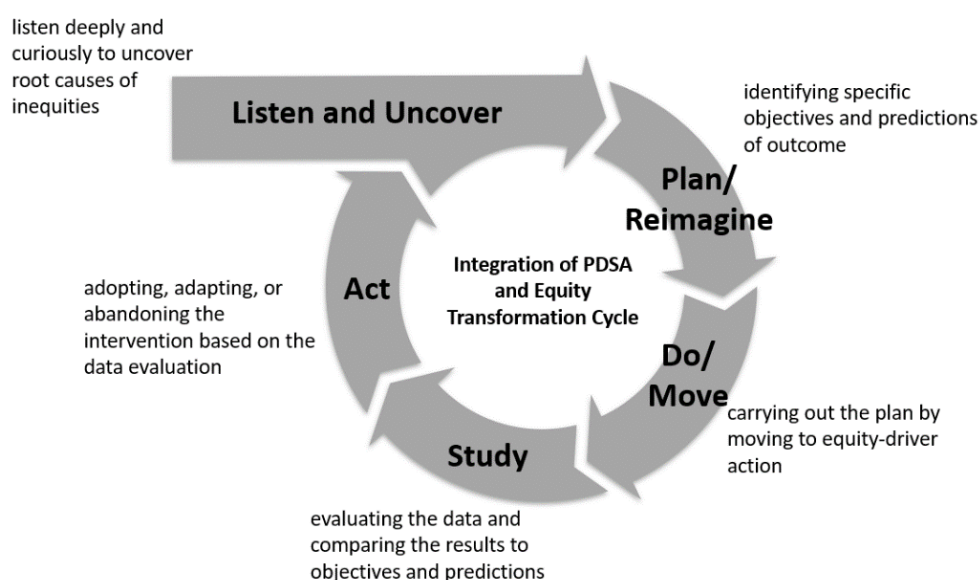 listen deeply and
curiously to uncover
root causes of
inequities
Listen and Uncover
identifying specific
objectives and predictions
of outcome
Plan/
Reimagine
Integration of PDSA
and Equity
Transformation Cycle
Do/
Move
carrying out the plan by
moving to equity-driver
action
Study
evaluating the data and
comparing the results to
objectives and predictions
Act
adopting, adapting, or
abandoning the
intervention based on the
data evaluation